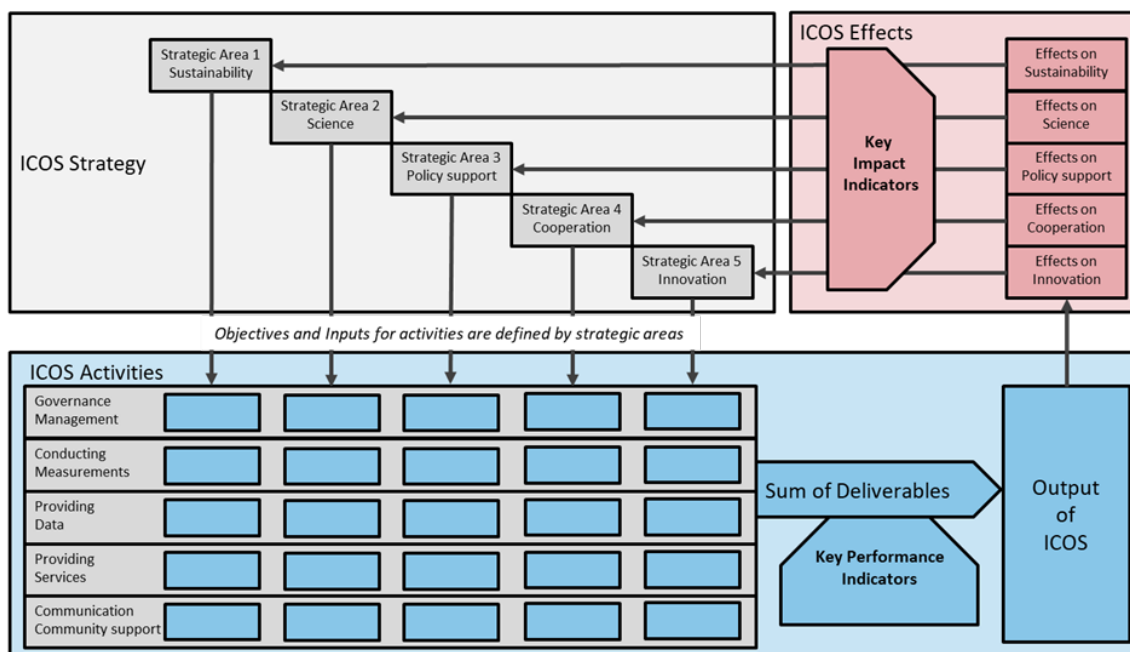 ICOS Strategy
Strategic Area 1
Sustainability
Strategic Area 2
Science
Strategic Area 3
Policy support
Strategic Area 4
Cooperation
Strategic Area 5
Innovation
ICOS Effects
Key
Impact
Indicators
Effects on
Sustainability
Effects on
Science
Effects on
Policy support
Effects on
Cooperation
Effects on
Innovation
Objectives and Inputs for activities are defined by strategic areas
ICOS Activities
Governance
Management
Conducting
Measurements
Providing
Data
Providing
Services
Communication
Community support
Sum of Deliverables
Key Performance
Indicators
Output
of
ICOS